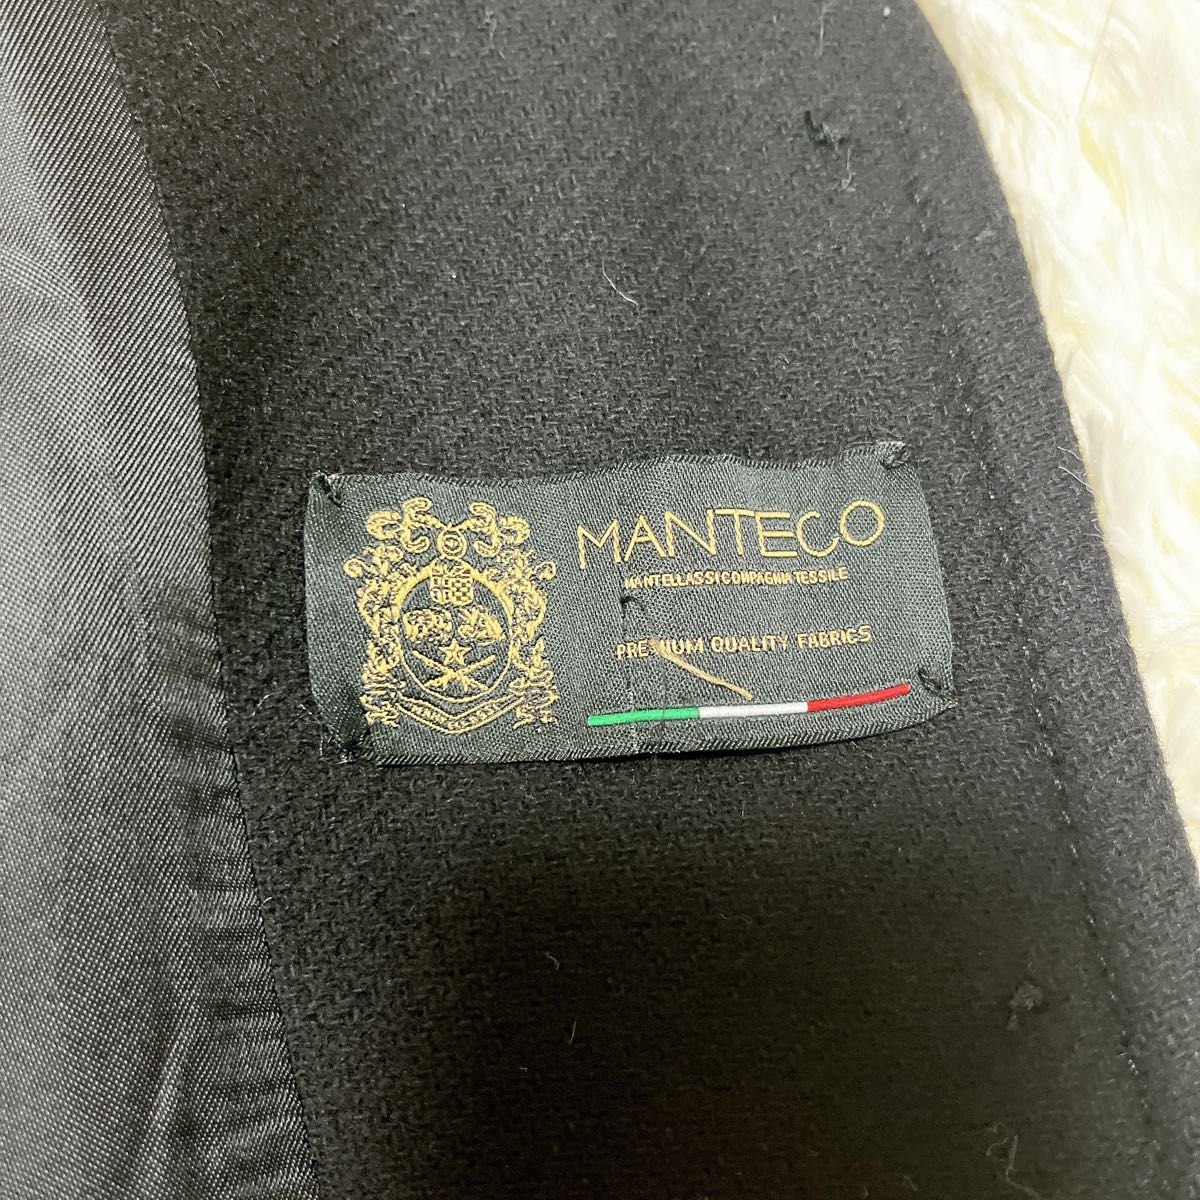 MANTECO
MANTELLASSI COMPAGNIA TESSILE
PREMIUM QUALITY FABRICS